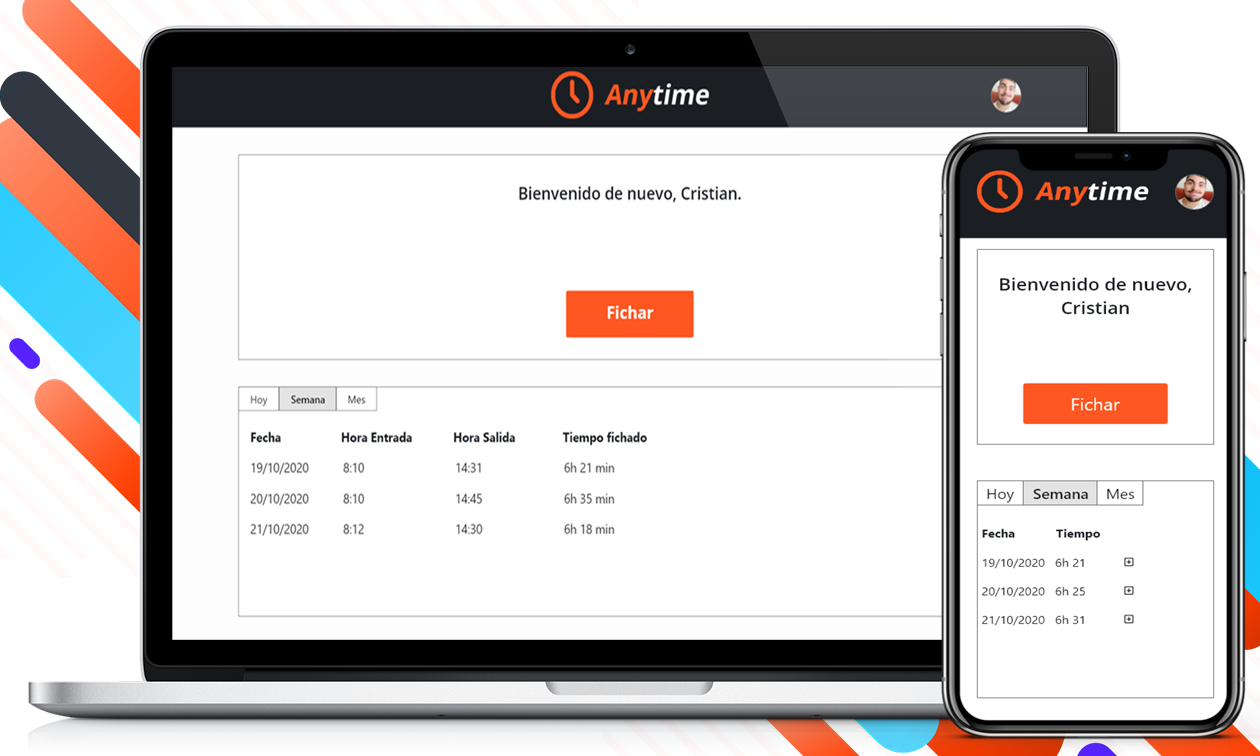 Anytime
Bienvenido de nuevo, Cristian.
Fichar
Hoy Semana Mes
Fecha Hora Entrada Hora Salida Tiempo fichado
19/10/2020 8:10 14:31 6h 21 min
20/10/2020 8:10 14:45 6h 35 min
21/10/2020 8:12 14:30 6h 18 min
Anytime
Bienvenido de nuevo,
Cristian
Fichar
Hoy Semana Mes
Fecha Tiempo
19/10/2020 6h 21
20/10/2020 6h 25
21/10/2020 6h 31